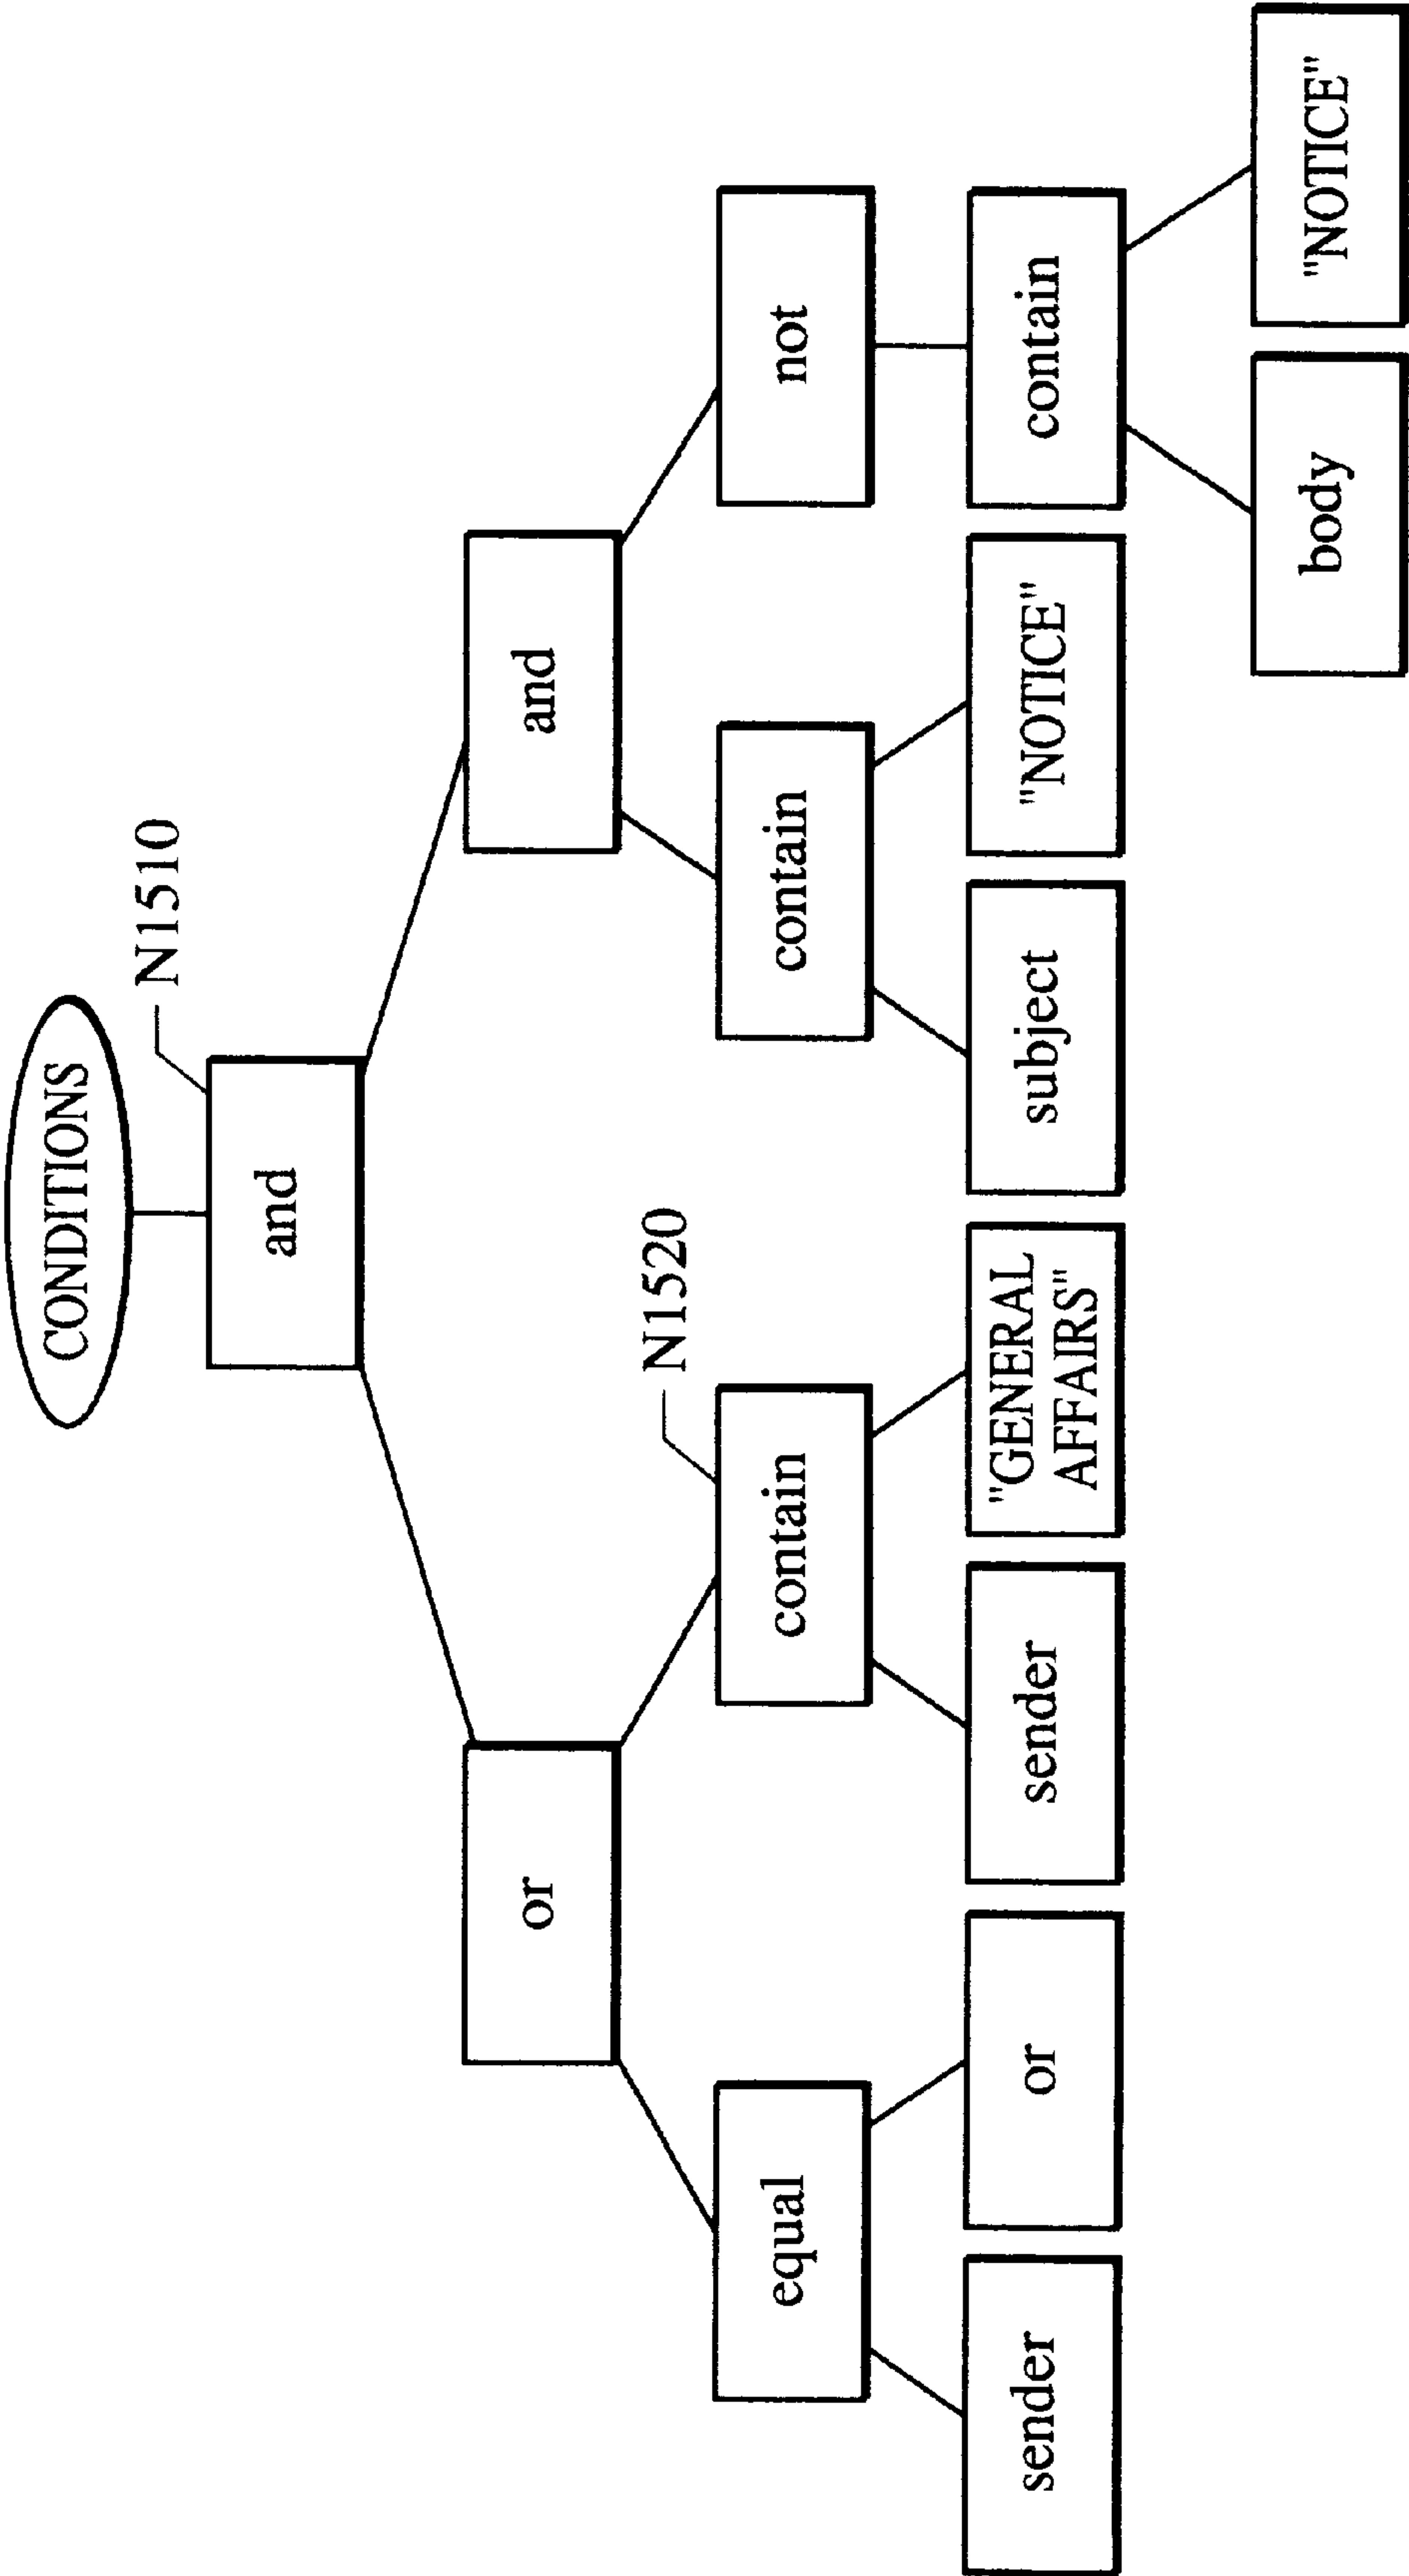 CONDITIONS
N1510
and
or
and
N1520
equal
contain
contain
not
sender
or
sender
"GENERAL
AFFAIRS"
subject
"NOTICE"
contain
body
"NOTICE"